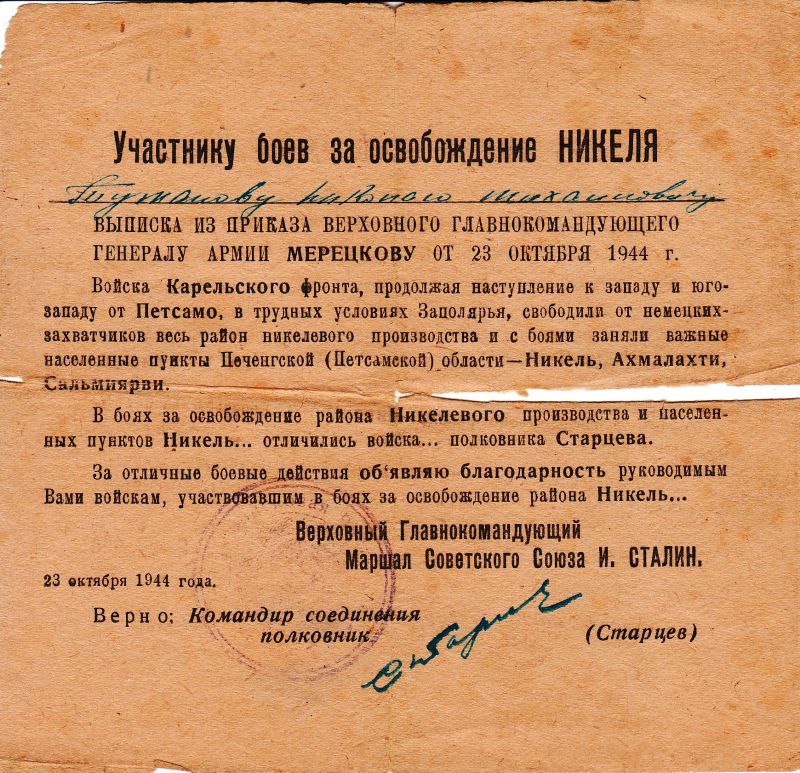 Участнику боев за освобождение НИКЕЛЯ
Михайловичу
ВЫПИСКА ИЗ ПРИКАЗА ВЕРХОВНОГО ГЛАВНОКОМАНДУЮЩЕГО
ГЕНЕРАЛУ АРМИИ МЕРЕЦКОВУ ОТ 23 ОКТЯБРЯ 1944 г.
Войска Карельского фронта, продолжая наступление к западу и юго-
западу от Петсамо, в трудных условиях Заполярья, свободили от немецких-
захватчиков весь район никелевого производства и с боями заняли важные
населенные пункты Печенгской (Петсамской) области—Никель, Ахмалахти,
Сальмиярви.
В боях за освобождение района Никелевого производства и населен-
ных пунктов Никель... отличились войска... полковника Старцева.
За отличные боевые действия об‘являю благодарность руководимым
Вами войскам, участвовавшим в боях за освобождение района Никель...
Верховный Главнокомандующий
Маршал Советского Союза И. СТАЛИН.
23 октября 1944 года.
Верно: Командир соединения
полковник (Старцев)